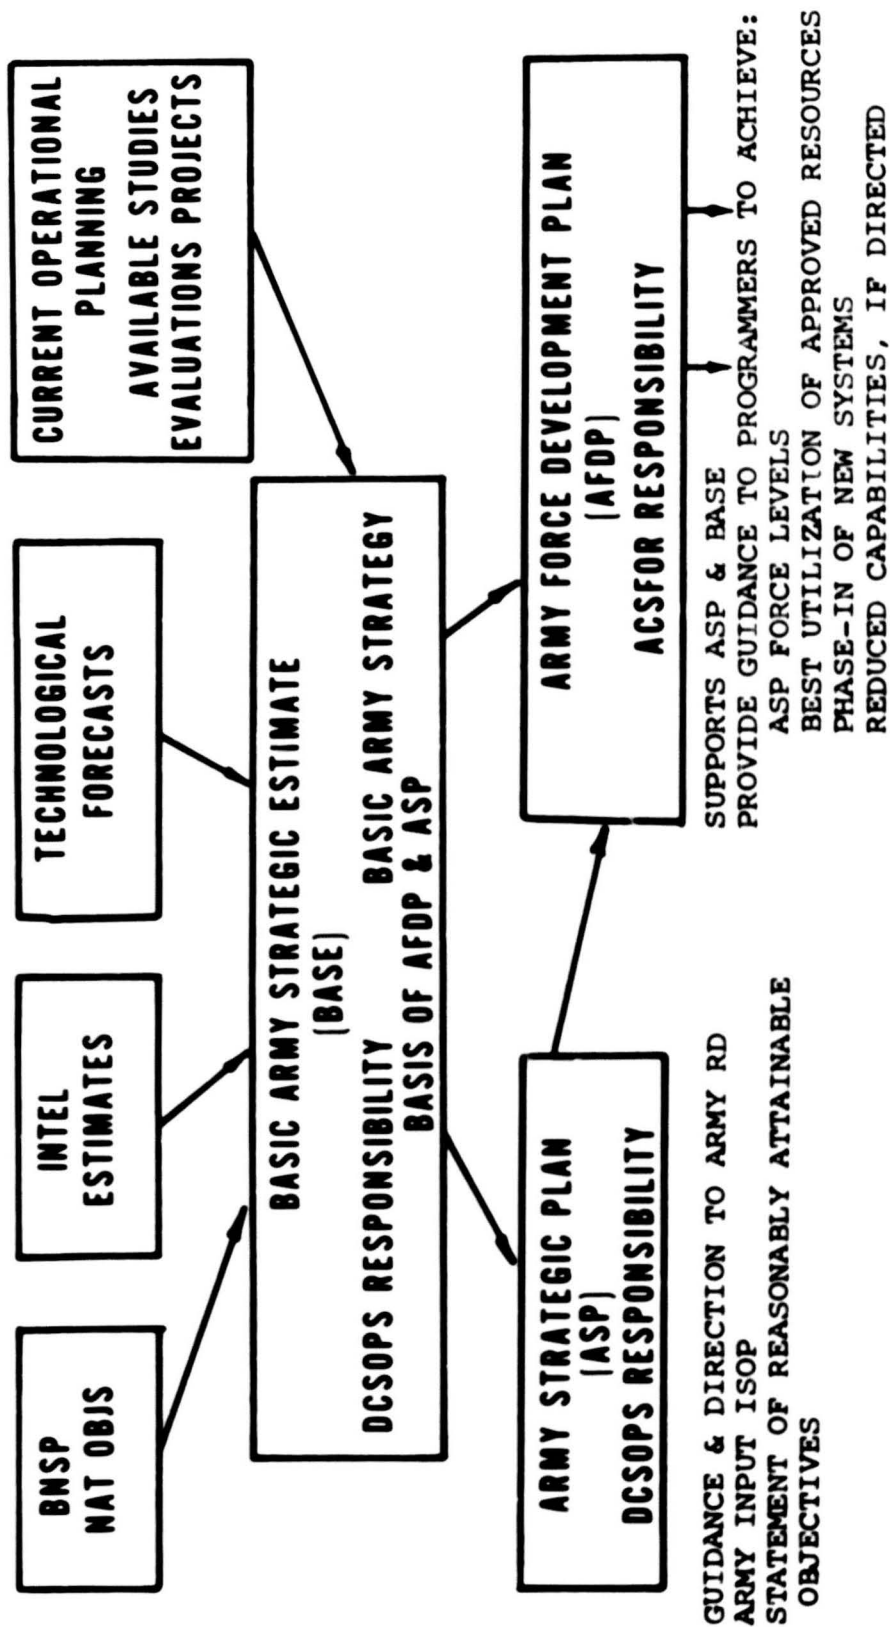 BNSP
NAT OBJS
INTEL
ESTIMATES
TECHNOLOGICAL
FORECASTS
CURRENT OPERATIONAL
PLANNING
AVAILABLE STUDIES
EVALUATIONS PROJECTS
BASIC ARMY STRATEGIC ESTIMATE
(BASE)
DCSOPS RESPONSIBILITY BASIC ARMY STRATEGY
BASIS OF AFDP & ASP
ARMY STRATEGIC PLAN
(ASP)
DCSOPS RESPONSIBILITY
GUIDANCE & DIRECTION TO ARMY RD
ARMY INPUT ISOP
STATEMENT OF REASONABLY ATTAINABLE
OBJECTIVES
ARMY FORCE DEVELOPMENT PLAN
(AFDP)
ACSFOR RESPONSIBILITY
SUPPORTS ASP & BASE
PROVIDE GUIDANCE TO PROGRAMMERS TO ACHIEVE:
ASP FORCE LEVELS
BEST UTILIZATION OF APPROVED RESOURCES
PHASE-IN OF NEW SYSTEMS
REDUCED CAPABILITIES, IF DIRECTED